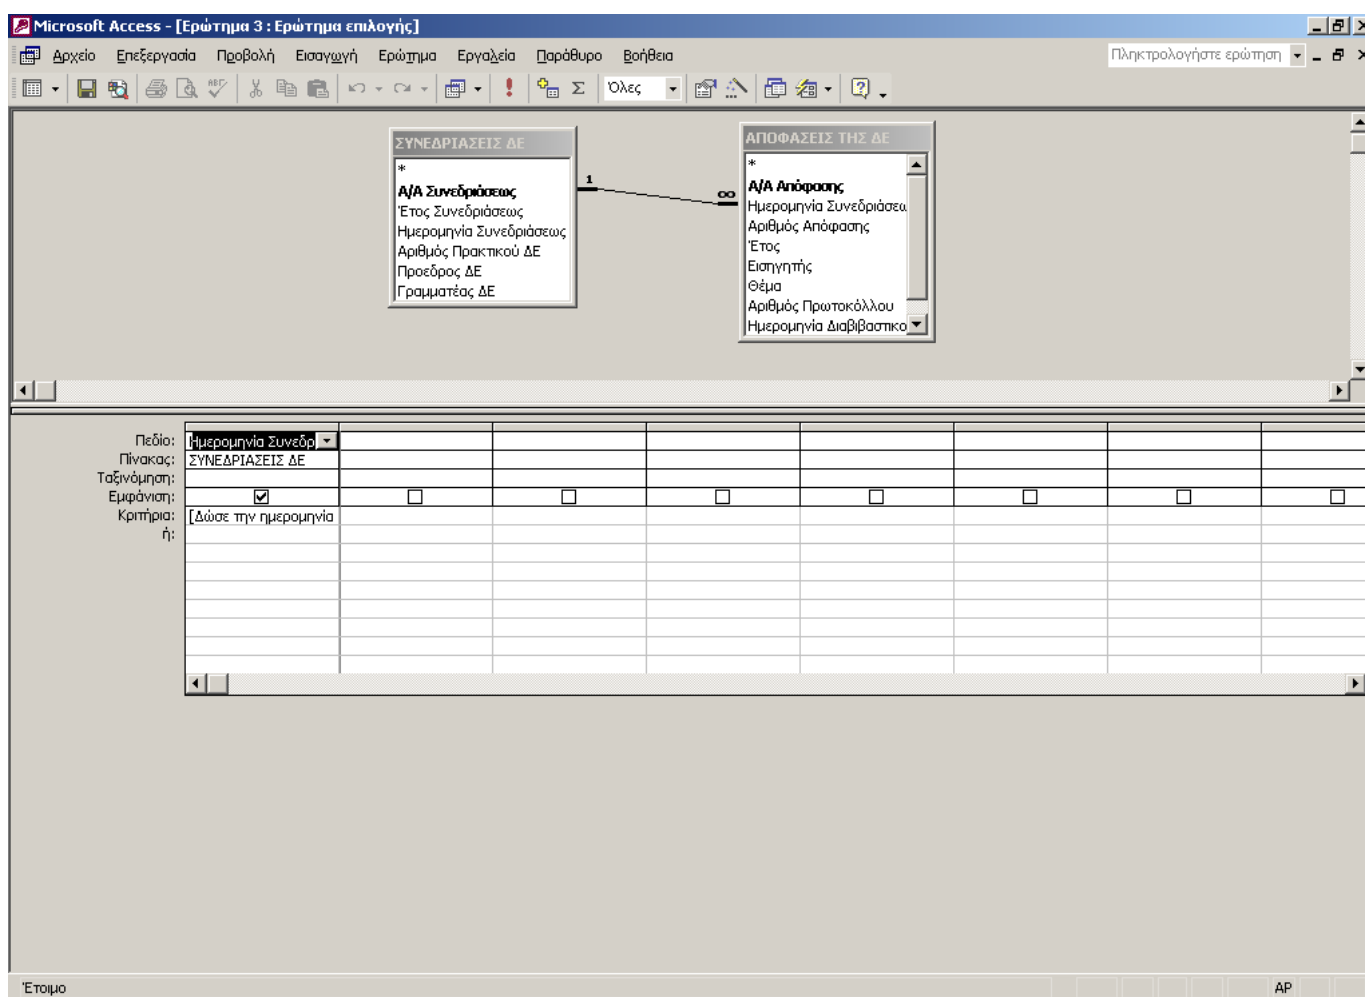 Microsoft Access - [Ερώτημα 3 : Ερώτημα επιλογής]
Αρχείο Επεξεργασία Προβολή Εισαγωγή Ερώτημα Εργαλεία Παράθυρο Βοήθεια Πληκτρολογήστε ερώτηση
Όλες
ΣΥΝΕΔΡΙΑΣΕΙΣ ΔΕ
*
Α/Α Συνεδριάσεως
Έτος Συνεδριάσεως
Ημερομηνία Συνεδριάσεως
Αριθμός Πρακτικού ΔΕ
Προεδρος ΔΕ
Γραμματέας ΔΕ
1 ∞
ΑΠΟΦΑΣΕΙΣ ΤΗΣ ΔΕ
*
Α/Α Απόφασης
Ημερομηνία Συνεδριάσεω
Αριθμός Απόφασης
Έτος
Εισηγητής
Θέμα
Αριθμός Πρωτοκόλλου
Ημερομηνία Διαβιβαστικο
Πεδίο: Ημερομηνία Συνεδρ
Πίνακας: ΣΥΝΕΔΡΙΑΣΕΙΣ ΔΕ
Ταξινόμηση:
Εμφάνιση:
Κριτήρια: [Δώσε την ημερομηνία
ή:
Έτοιμο ΑΡ